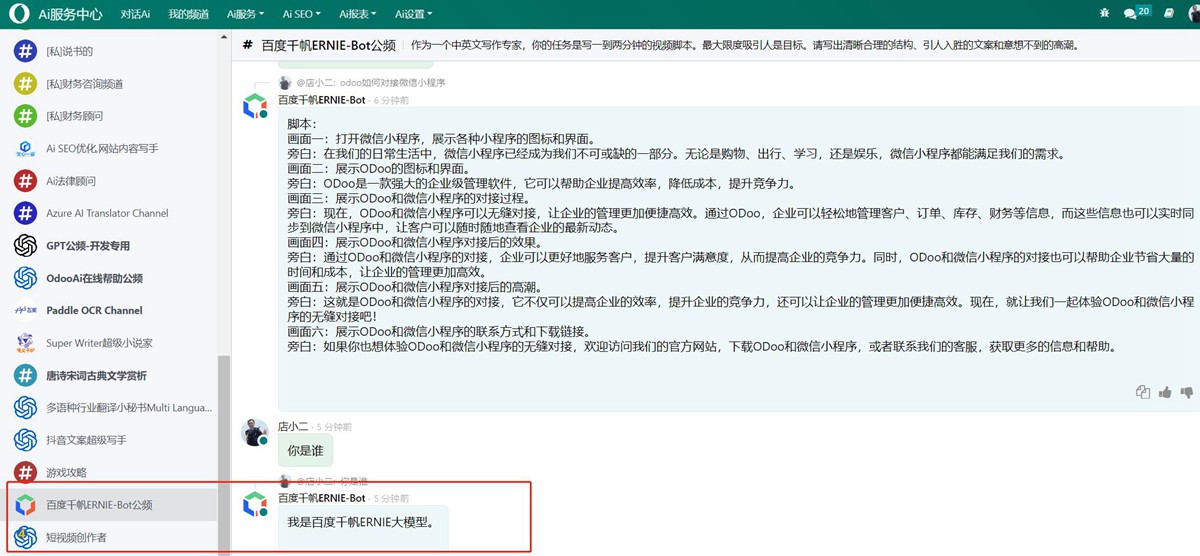 Ai服务中心 对话Ai 我的频道 Ai服务 Ai SEO Ai报表 Ai设置 20
[私]说书的
[私]财务咨询频道
[私]财务顾问
Ai SEO优化,网站内容写手
Ai法律顾问
Azure AI Translator Channel
GPT公频-开发专用
OdooAi在线帮助公频
Paddle OCR Channel
Super Writer超级小说家
唐诗宋词古典文学赏析
多语种行业翻译小秘书Multi Langua...
抖音文案超级写手
游戏攻略
百度千帆ERNIE-Bot公频
短视频创作者
# 百度千帆ERNIE-Bot公频 作为一个中英文写作专家，你的任务是写一到两分钟的视频脚本。最大限度吸引人是目标。请写出清晰合理的结构、引人入胜的文案和意想不到的高潮。
@店小二: odoo如何对接微信小程序
百度千帆ERNIE-Bot - 6 分钟前
脚本：
画面一：打开微信小程序，展示各种小程序的图标和界面。
旁白：在我们的日常生活中，微信小程序已经成为我们不可或缺的一部分。无论是购物、出行、学习，还是娱乐，微信小程序都能满足我们的需求。
画面二：展示ODoo的图标和界面。
旁白：ODoo是一款强大的企业级管理软件，它可以帮助企业提高效率，降低成本，提升竞争力。
画面三：展示ODoo和微信小程序的对接过程。
旁白：现在，ODoo和微信小程序可以无缝对接，让企业的管理更加便捷高效。通过ODoo，企业可以轻松地管理客户、订单、库存、财务等信息，而这些信息也可以实时同
步到微信小程序中，让客户可以随时随地查看企业的最新动态。
画面四：展示ODoo和微信小程序对接后的效果。
旁白：通过ODoo和微信小程序的对接，企业可以更好地服务客户，提升客户满意度，从而提高企业的竞争力。同时，ODoo和微信小程序的对接也可以帮助企业节省大量的
时间和成本，让企业的管理更加高效。
画面五：展示ODoo和微信小程序对接后的高潮。
旁白：这就是ODoo和微信小程序的对接，它不仅可以提高企业的效率，提升企业的竞争力，还可以让企业的管理更加便捷高效。现在，就让我们一起体验ODoo和微信小程
序的无缝对接吧！
画面六：展示ODoo和微信小程序的联系方式和下载链接。
旁白：如果你也想体验ODoo和微信小程序的无缝对接，欢迎访问我们的官方网站，下载ODoo和微信小程序，或者联系我们的客服，获取更多的信息和帮助。
店小二 - 5 分钟前
你是谁
@店小二: 你是谁
百度千帆ERNIE-Bot - 5 分钟前
我是百度千帆ERNIE大模型。